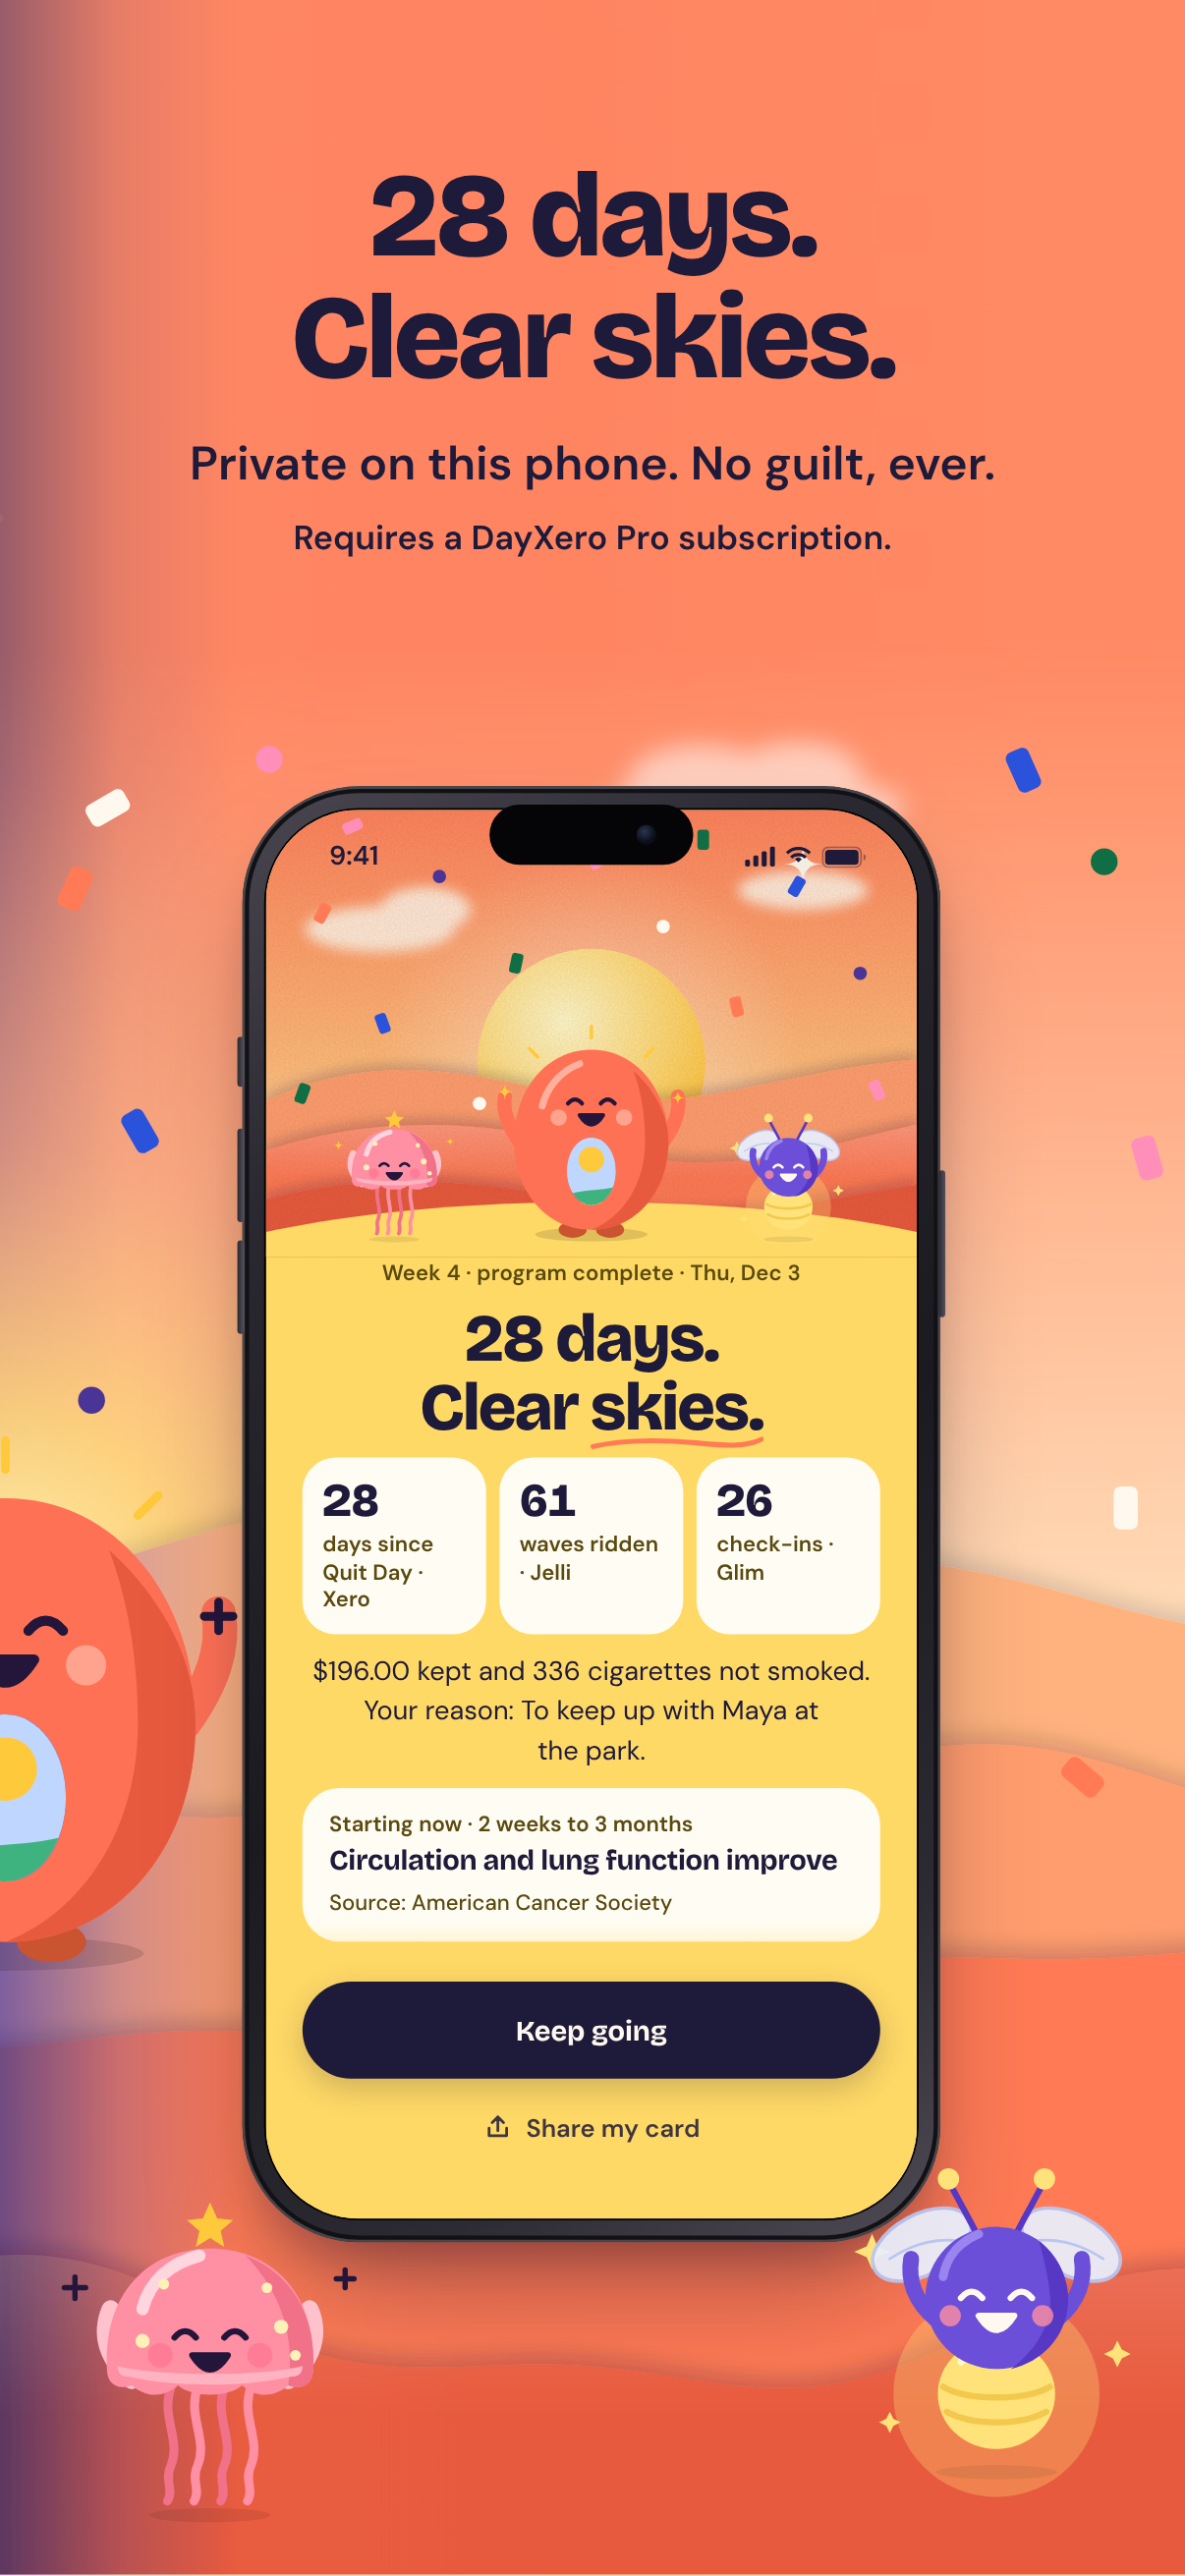 28 days.
Clear skies.
Private on this phone. No guilt, ever.
Requires a DayXero Pro subscription.
9:41
Week 4 · program complete · Thu, Dec 3
28 days.
Clear skies.
28
days since
Quit Day ·
Xero
61
waves ridden
· Jelli
26
check-ins ·
Glim
$196.00 kept and 336 cigarettes not smoked.
Your reason: To keep up with Maya at
the park.
Starting now · 2 weeks to 3 months
Circulation and lung function improve
Source: American Cancer Society
Keep going
Share my card